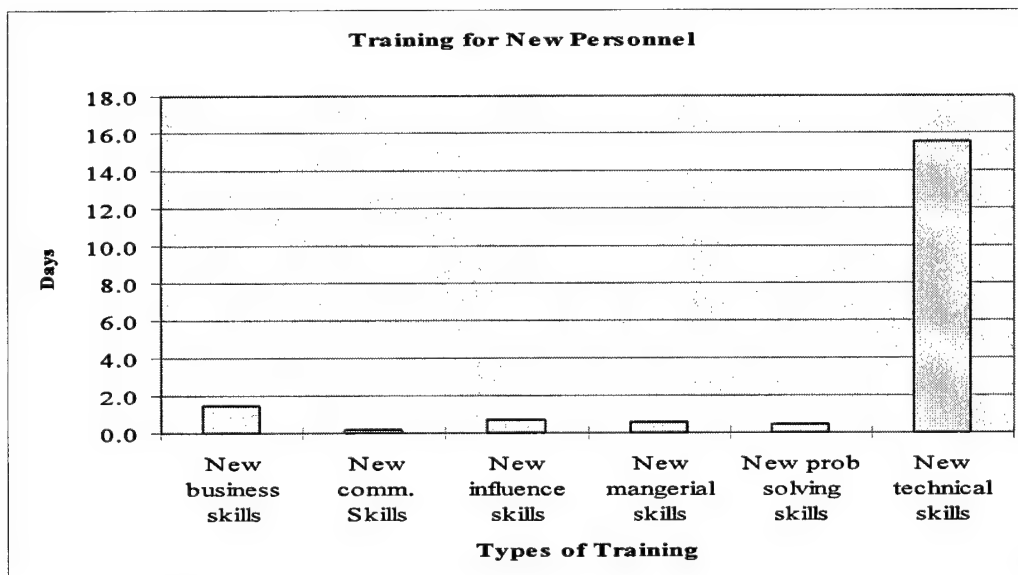 Training for New Personnel
18.0
16.0
14.0
12.0
10.0
8.0
6.0
4.0
2.0
0.0
Days
New
business
skills
New
comm.
Skills
New
influence
skills
New
mangerial
skills
New prob
solving
skills
New
technical
skills
Types of Training